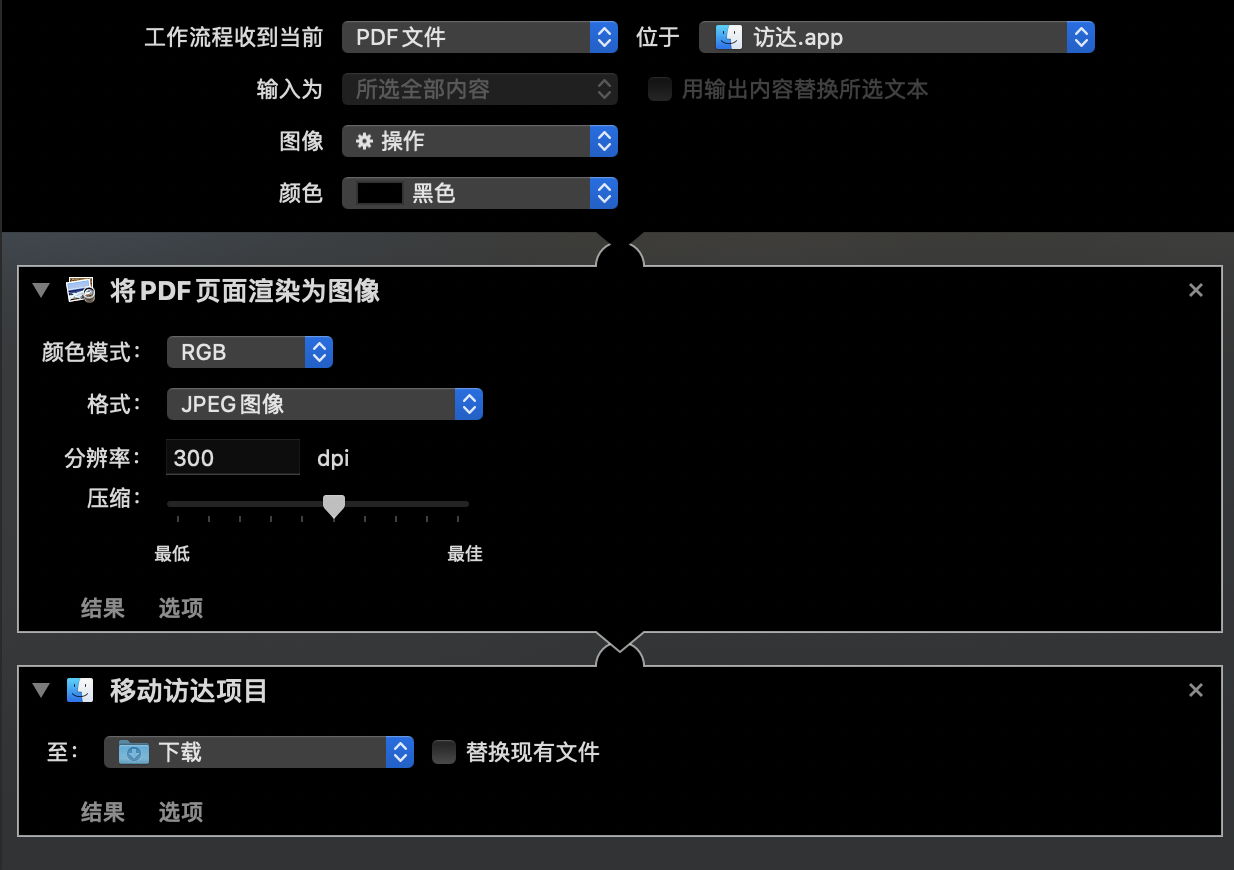 工作流程收到当前 PDF文件 位于 访达.app
输入为 所选全部内容 用输出内容替换所选文本
图像 操作
颜色 黑色
将PDF页面渲染为图像
颜色模式： RGB
格式： JPEG图像
分辨率： 300 dpi
压缩：
最低 最佳
结果 选项
移动访达项目
至： 下载 替换现有文件
结果 选项